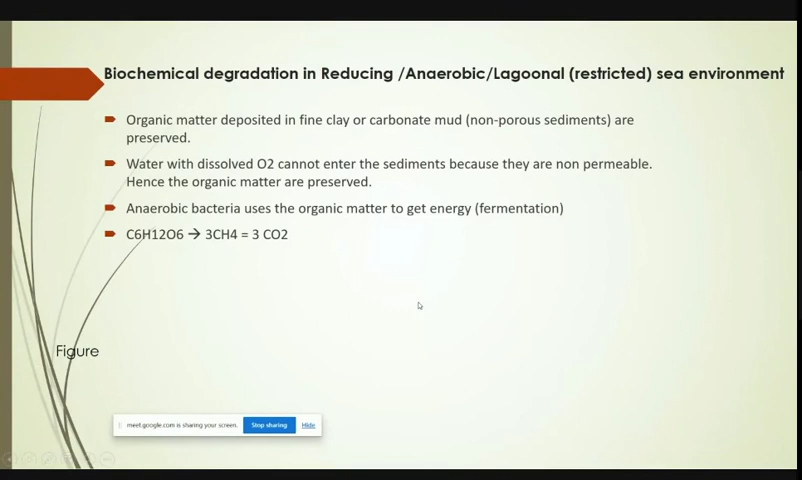 Biochemical degradation in Reducing /Anaerobic/Lagoonal (restricted) sea environment
Organic matter deposited in fine clay or carbonate mud (non-porous sediments) are
preserved.
Water with dissolved O2 cannot enter the sediments because they are non permeable.
Hence the organic matter are preserved.
Anaerobic bacteria uses the organic matter to get energy (fermentation)
C6H12O6 → 3CH4 = 3 CO2
Figure
meet.google.com is sharing your screen. Stop sharing Hide